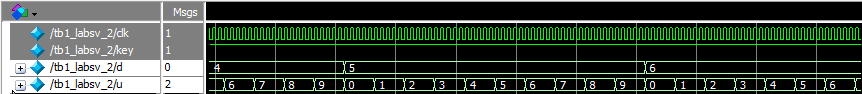 Msgs
/tb1_labsv_2/clk 1
/tb1_labsv_2/key 1
/tb1_labsv_2/d 0 4 5 6
/tb1_labsv_2/u 2 6 7 8 9 0 1 2 3 4 5 6 7 8 9 0 1 2 3 4 5 6